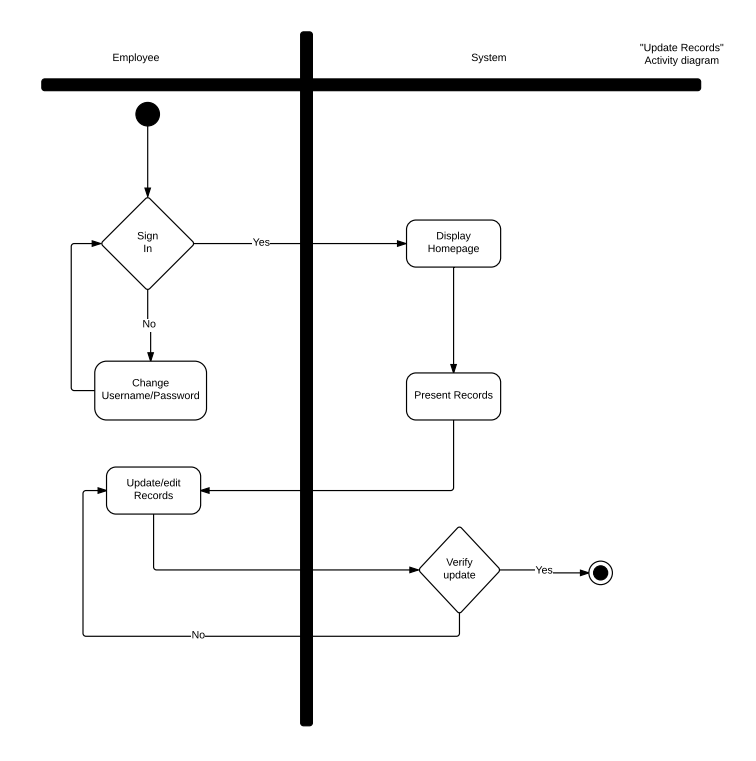 Employee
System
"Update Records"
Activity diagram
Sign
In
Yes
Display
Homepage
No
Change
Username/Password
Present Records
Update/edit
Records
Verify
update
Yes
No